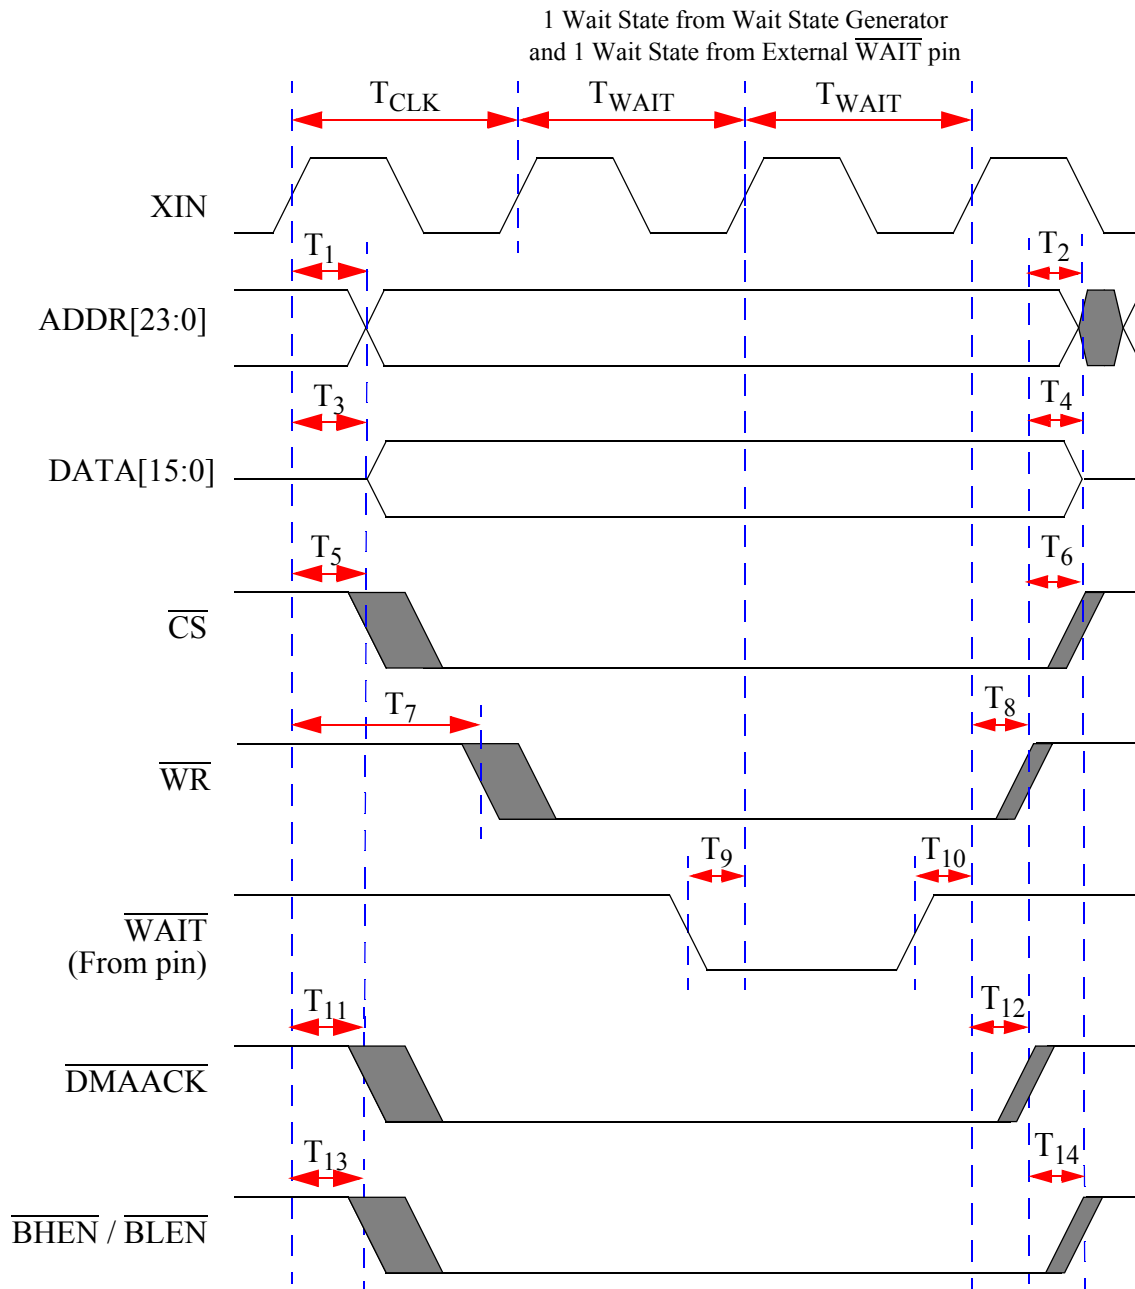 1 Wait State from Wait State Generator
and 1 Wait State from External WAIT pin
TCLK TWAIT TWAIT
XIN
T1 T2
ADDR[23:0]
T3 T4
DATA[15:0]
T5 T6
CS
T7 T8
WR
T9 T10
WAIT
(From pin)
T11 T12
DMAACK
T13 T14
BHEN / BLEN